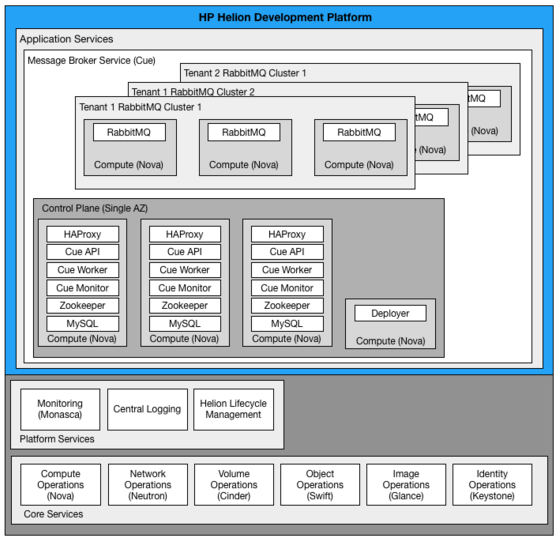 HP Helion Development Platform
Application Services
Message Broker Service (Cue)
Tenant 2 RabbitMQ Cluster 1
Tenant 1 RabbitMQ Cluster 2
Tenant 1 RabbitMQ Cluster 1
RabbitMQ
RabbitMQ
RabbitMQ
tMQ
MQ
Compute (Nova)
Compute (Nova)
Compute (Nova)
(Nova)
(Nova)
Control Plane (Single AZ)
HAProxy
Cue API
Cue Worker
Cue Monitor
Zookeeper
MySQL
Compute (Nova)
HAProxy
Cue API
Cue Worker
Cue Monitor
Zookeeper
MySQL
Compute (Nova)
HAProxy
Cue API
Cue Worker
Cue Monitor
Zookeeper
MySQL
Compute (Nova)
Deployer
Compute (Nova)
Monitoring
(Monasca)
Central Logging
Helion Lifecycle
Management
Platform Services
Compute
Operations
(Nova)
Network
Operations
(Neutron)
Volume
Operations
(Cinder)
Object
Operations
(Swift)
Image
Operations
(Glance)
Identity
Operations
(Keystone)
Core Services